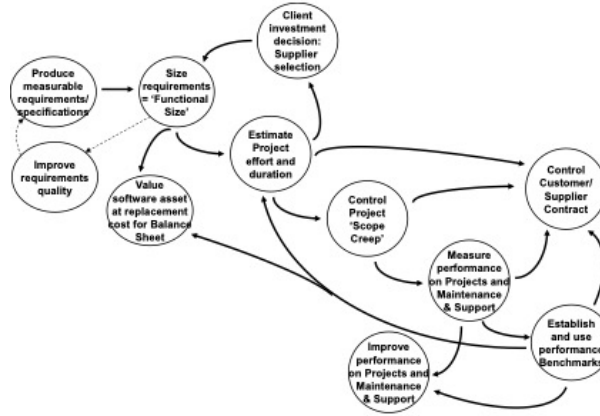 Client
investment
decision:
Supplier
selection
Produce
measurable
requirements/
specifications
Size
requirements
= 'Functional
Size'
Estimate
Project
effort and
duration
Improve
requirements
quality
Value
software asset
at replacement
cost for Balance
Sheet
Control
Project
'Scope
Creep'
Control
Customer/
Supplier
Contract
Measure
performance
on Projects and
Maintenance
& Support
Establish
and use
performance
Benchmarks
Improve
performance
on Projects and
Maintenance
& Support